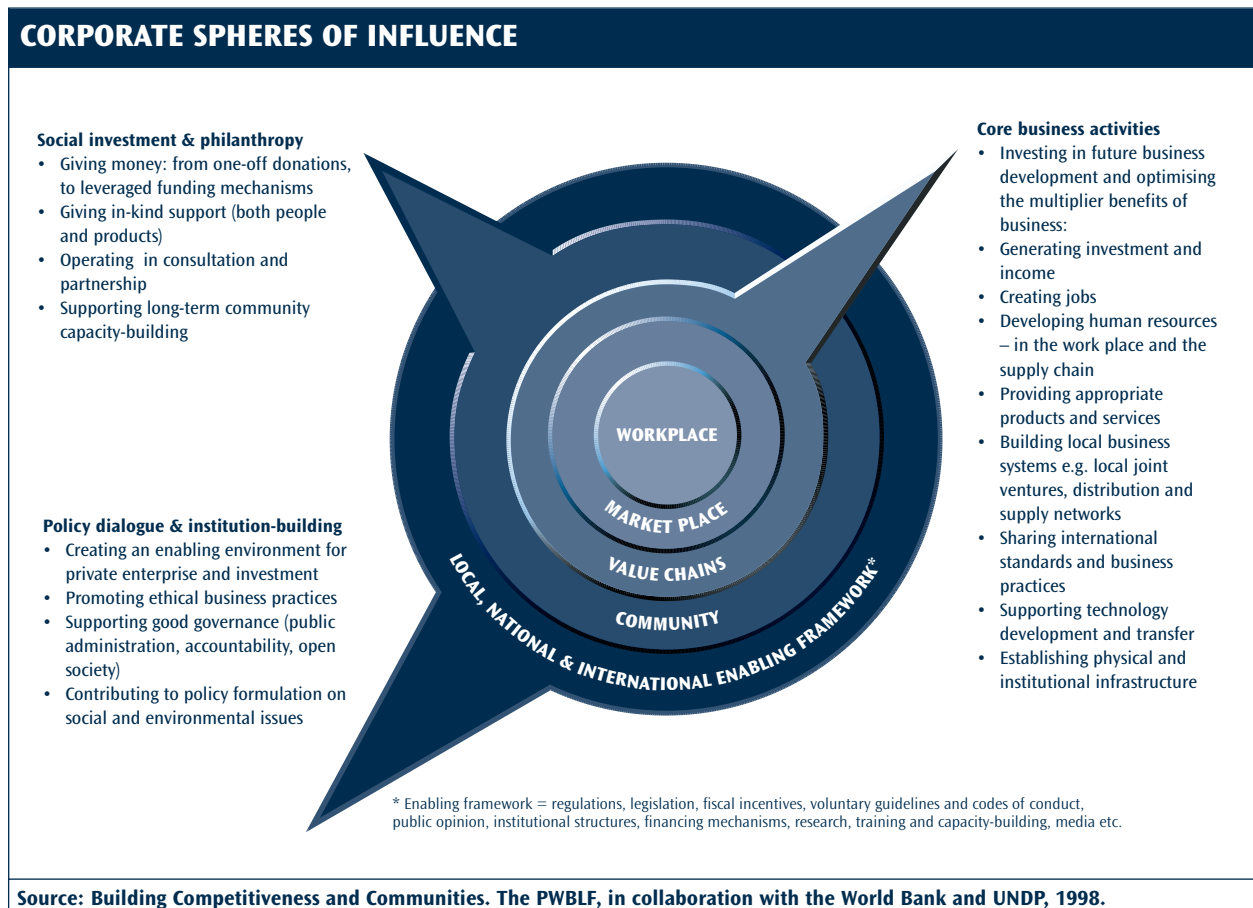 CORPORATE SPHERES OF INFLUENCE
Social investment & philanthropy
• Giving money: from one-off donations,
to leveraged funding mechanisms
• Giving in-kind support (both people
and products)
• Operating in consultation and
partnership
• Supporting long-term community
capacity-building
Policy dialogue & institution-building
• Creating an enabling environment for
private enterprise and investment
• Promoting ethical business practices
• Supporting good governance (public
administration, accountability, open
society)
• Contributing to policy formulation on
social and environmental issues
WORKPLACE
MARKET PLACE
VALUE CHAINS
COMMUNITY
LOCAL, NATIONAL & INTERNATIONAL ENABLING FRAMEWORK*
Core business activities
• Investing in future business
development and optimising
the multiplier benefits of
business:
• Generating investment and
income
• Creating jobs
• Developing human resources
– in the work place and the
supply chain
• Providing appropriate
products and services
• Building local business
systems e.g. local joint
ventures, distribution and
supply networks
• Sharing international
standards and business
practices
• Supporting technology
development and transfer
• Establishing physical and
institutional infrastructure
* Enabling framework = regulations, legislation, fiscal incentives, voluntary guidelines and codes of conduct,
public opinion, institutional structures, financing mechanisms, research, training and capacity-building, media etc.
Source: Building Competitiveness and Communities. The PWBLF, in collaboration with the World Bank and UNDP, 1998.